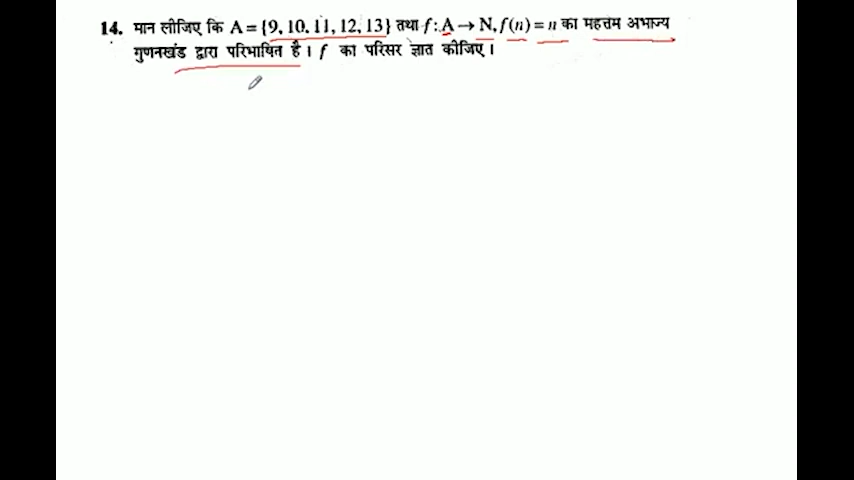 14. मान लीजिए कि A = {9, 10, 11, 12, 13} तथा f : A → N, f(n) = n का महत्तम अभाज्य
गुणनखंड द्वारा परिभाषित है। f का परिसर ज्ञात कीजिए।